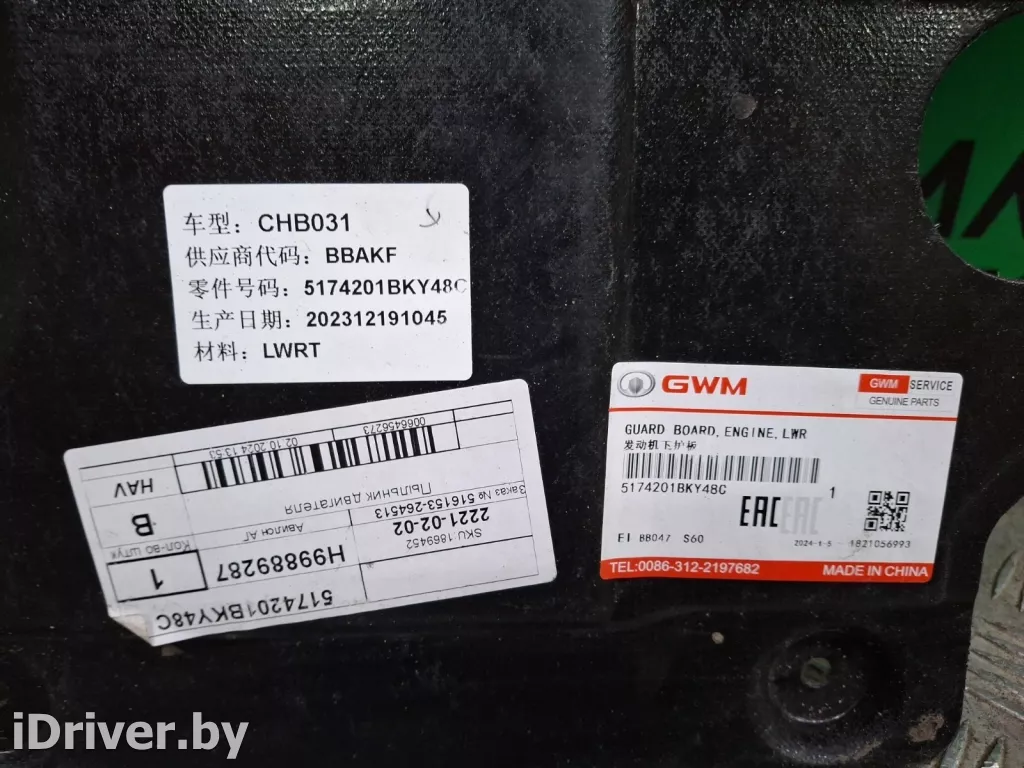 车型: CHB031
供应商代码: BBAKF
零件号码: 5174201BKY48C
生产日期: 202312191045
材料: LWRT
GWM
GWM SERVICE
GENUINE PARTS
GUARD BOARD, ENGINE, LWR
发动机下护板
5174201BKY48C
1
EAC EAC
FI BB047 S60
2024-1-5 1821056993
TEL:0086-312-2197682
MADE IN CHINA
5174201BKY48C
1
Кол-во штук
H99889287
SKU:1869452
Авилон АГ
2221-02-02
B
Заказ № 516153-264513
Пыльник двигателя
HAV
02.10.2024 13:53
0066456273
iDriver.by